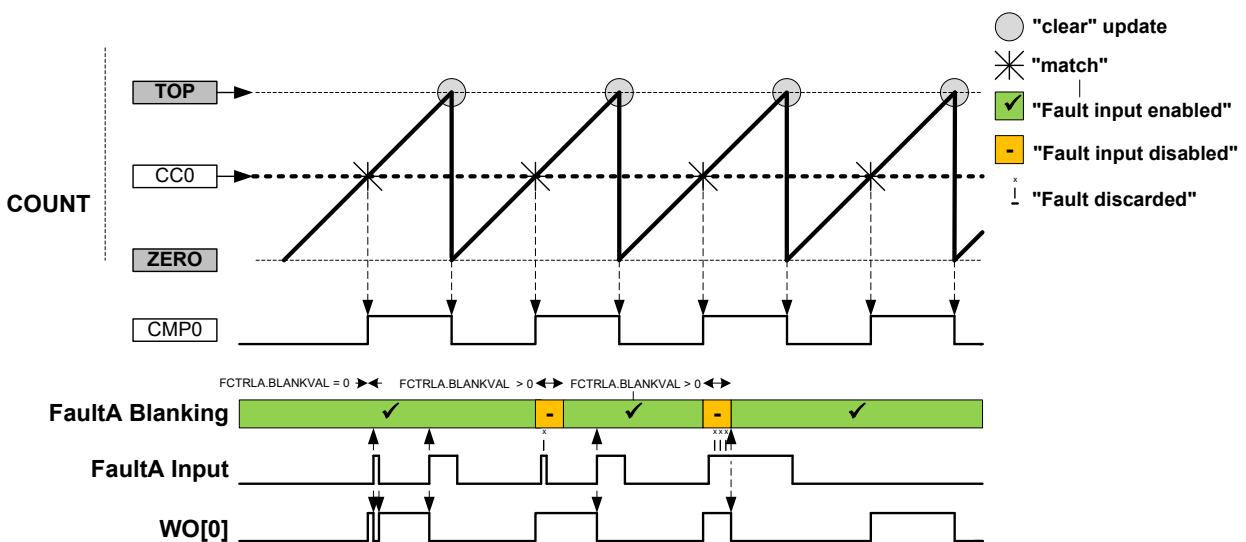 "clear" update
"match"
"Fault input enabled"
"Fault input disabled"
x
"Fault discarded"
TOP
CC0
COUNT
ZERO
CMP0
FCTRLA.BLANKVAL = 0
FCTRLA.BLANKVAL > 0
FCTRLA.BLANKVAL > 0
FaultA Blanking
✓ - ✓ - ✓
x xxx
FaultA Input
WO[0]